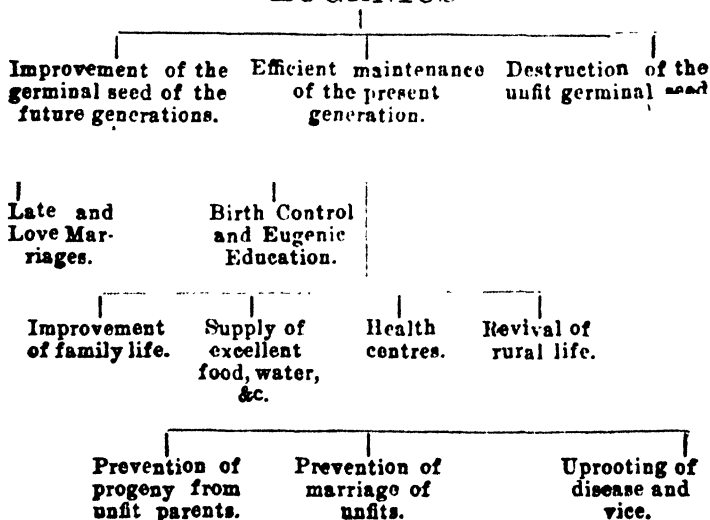 Improvement of the
germinal seed of the
future generations.
Efficient maintenance
of the present
generation.
Destruction of the
unfit germinal seed
Late and
Love Mar-
riages.
Birth Control
and Eugenic
Education.
Improvement
of family life.
Supply of
excellent
food, water,
&c.
Health
centres.
Revival of
rural life.
Prevention of
progeny from
unfit parents.
Prevention of
marriage of
unfits.
Uprooting of
disease and
vice.